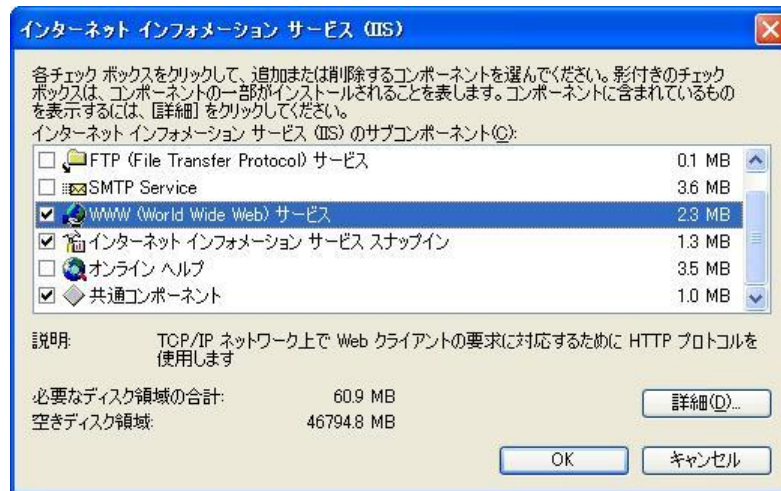 インターネット インフォメーション サービス (IIS)
各チェック ボックスをクリックして、追加または削除するコンポーネントを選んでください。影付きのチェック
ボックスは、コンポーネントの一部がインストールされることを表します。コンポーネントに含まれているもの
を表示するには、[詳細] をクリックしてください。
インターネット インフォメーション サービス (IIS) のサブコンポーネント(C):
FTP (File Transfer Protocol) サービス 0.1 MB
SMTP Service 3.6 MB
WWW (World Wide Web) サービス 2.3 MB
インターネット インフォメーション サービス スナップイン 1.3 MB
オンライン ヘルプ 3.5 MB
共通コンポーネント 1.0 MB
説明: TCP/IP ネットワーク上で Web クライアントの要求に対応するために HTTP プロトコルを
使用します
必要なディスク領域の合計: 60.9 MB
空きディスク領域: 46794.8 MB
詳細(D)...
OK キャンセル